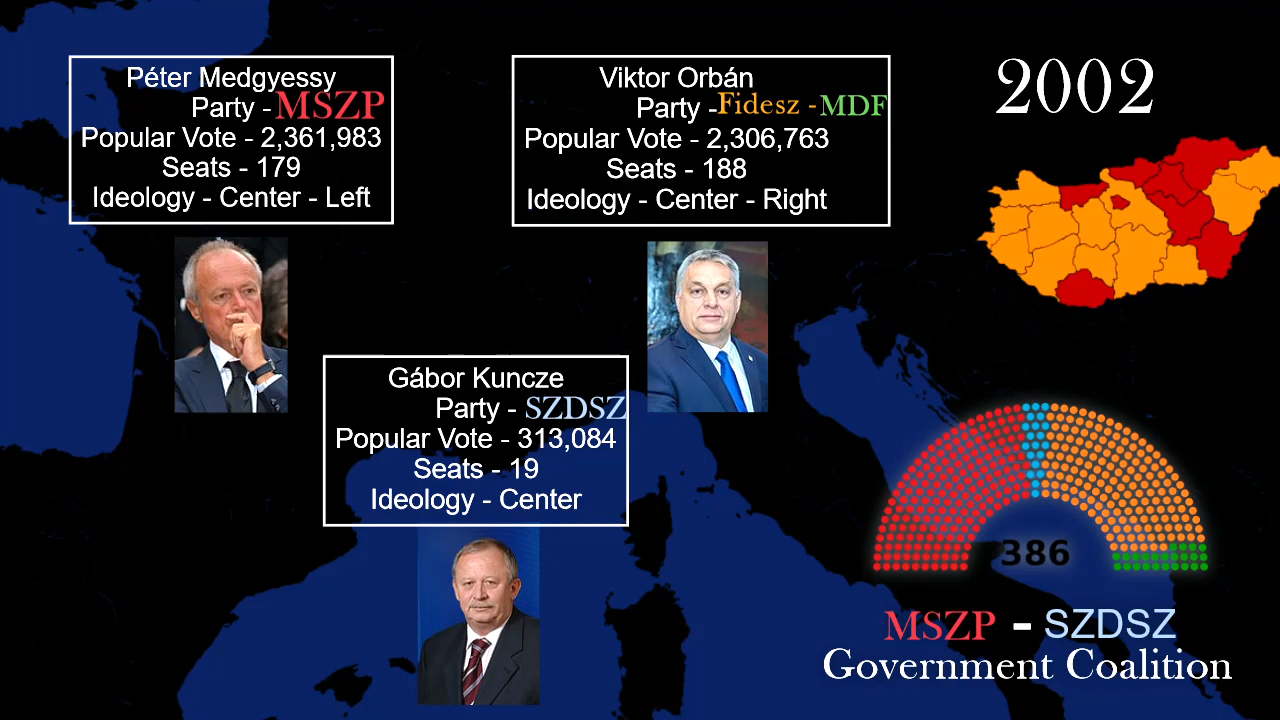 Péter Medgyessy
Party - MSZP
Popular Vote - 2,361,983
Seats - 179
Ideology - Center - Left
Viktor Orbán
Party -Fidesz -MDF
Popular Vote - 2,306,763
Seats - 188
Ideology - Center - Right
2002
Gábor Kuncze
Party - SZDSZ
Popular Vote - 313,084
Seats - 19
Ideology - Center
386
MSZP - SZDSZ
Government Coalition